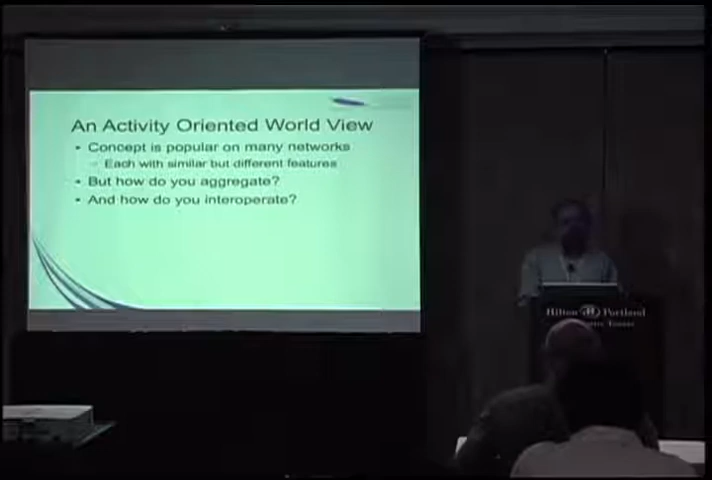 An Activity Oriented World View
• Concept is popular on many networks
– Each with similar but different features
• But how do you aggregate?
• And how do you interoperate?
Hilton Portland
Tower